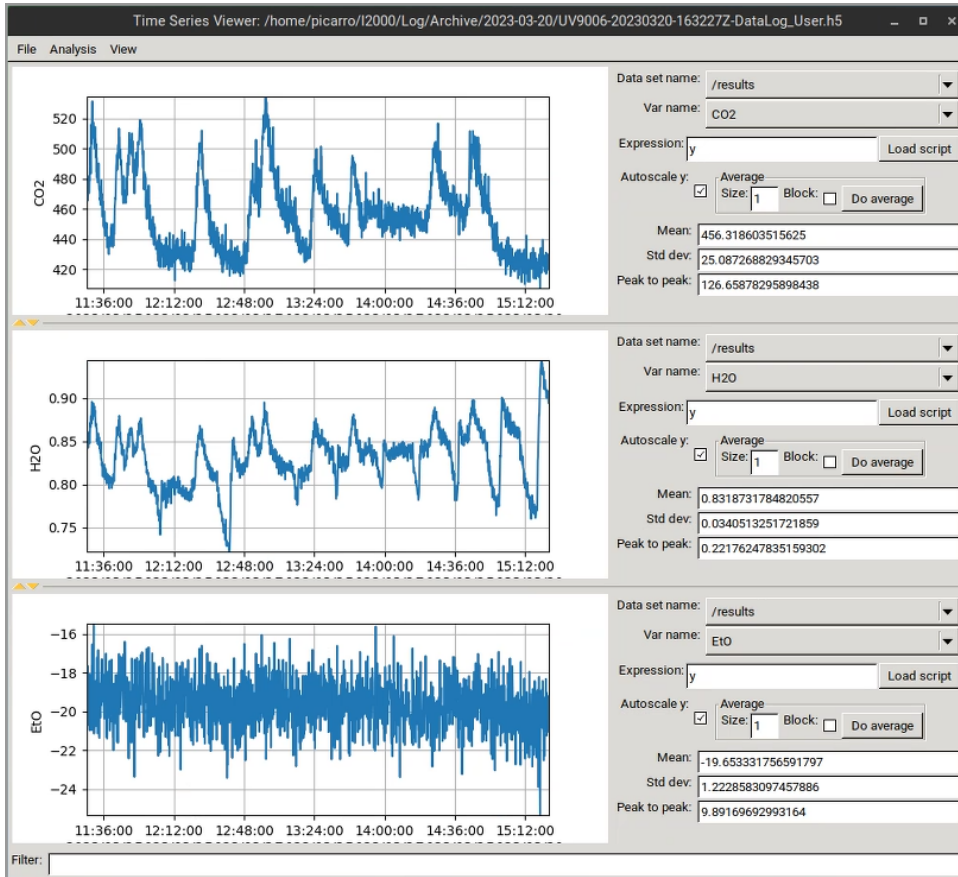 Time Series Viewer: /home/picarro/I2000/Log/Archive/2023-03-20/UV9006-20230320-163227Z-DataLog_User.h5
File Analysis View
CO2
520
500
480
460
440
420
11:36:00 12:12:00 12:48:00 13:24:00 14:00:00 14:36:00 15:12:00
Data set name: /results
Var name: CO2
Expression: y Load script
Autoscale y: Average
Size: 1 Block: Do average
Mean: 456.318603515625
Std dev: 25.087268829345703
Peak to peak: 126.65878295898438
H2O
0.90
0.85
0.80
0.75
11:36:00 12:12:00 12:48:00 13:24:00 14:00:00 14:36:00 15:12:00
Data set name: /results
Var name: H2O
Expression: y Load script
Autoscale y: Average
Size: 1 Block: Do average
Mean: 0.8318731784820557
Std dev: 0.0340513251721859
Peak to peak: 0.22176247835159302
EtO
−16
−18
−20
−22
−24
11:36:00 12:12:00 12:48:00 13:24:00 14:00:00 14:36:00 15:12:00
Data set name: /results
Var name: EtO
Expression: y Load script
Autoscale y: Average
Size: 1 Block: Do average
Mean: -19.653331756591797
Std dev: 1.2228583097457886
Peak to peak: 9.89169692993164
Filter: